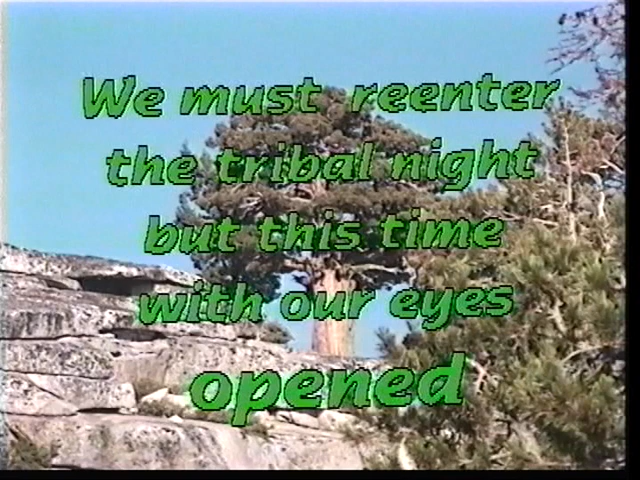 We must reenter
the tribal night
but this time
with our eyes
opened